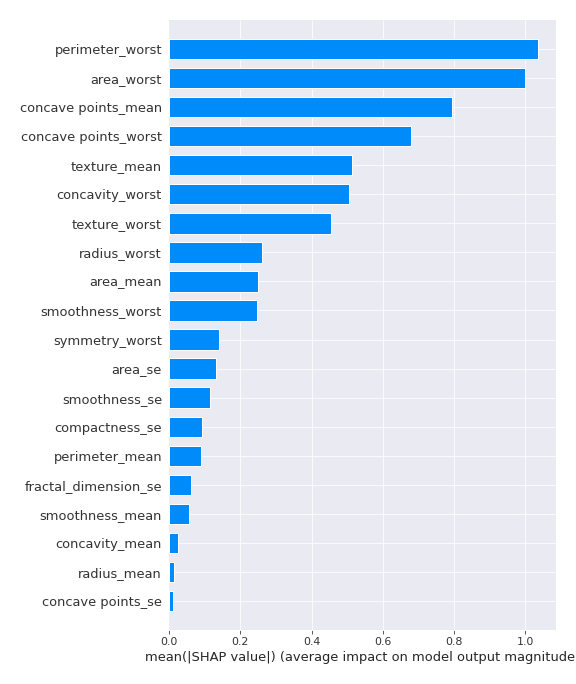 perimeter_worst
area_worst
concave points_mean
concave points_worst
texture_mean
concavity_worst
texture_worst
radius_worst
area_mean
smoothness_worst
symmetry_worst
area_se
smoothness_se
compactness_se
perimeter_mean
fractal_dimension_se
smoothness_mean
concavity_mean
radius_mean
concave points_se
0.0 0.2 0.4 0.6 0.8 1.0
mean(|SHAP value|) (average impact on model output magnitude